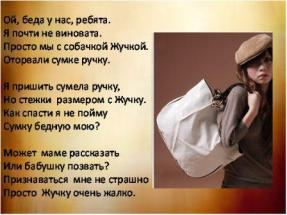 Ой, беда у нас, ребята.
Я почти не виновата.
Просто мы с собачкой Жучкой.
Оторвали сумке ручку.
Я пришить сумела ручку,
Но стежки размером с Жучку.
Как спасти я не пойму
Сумку бедную мою?
Может маме рассказать
Или бабушку позвать?
Признаваться мне не страшно
Просто Жучку очень жалко.